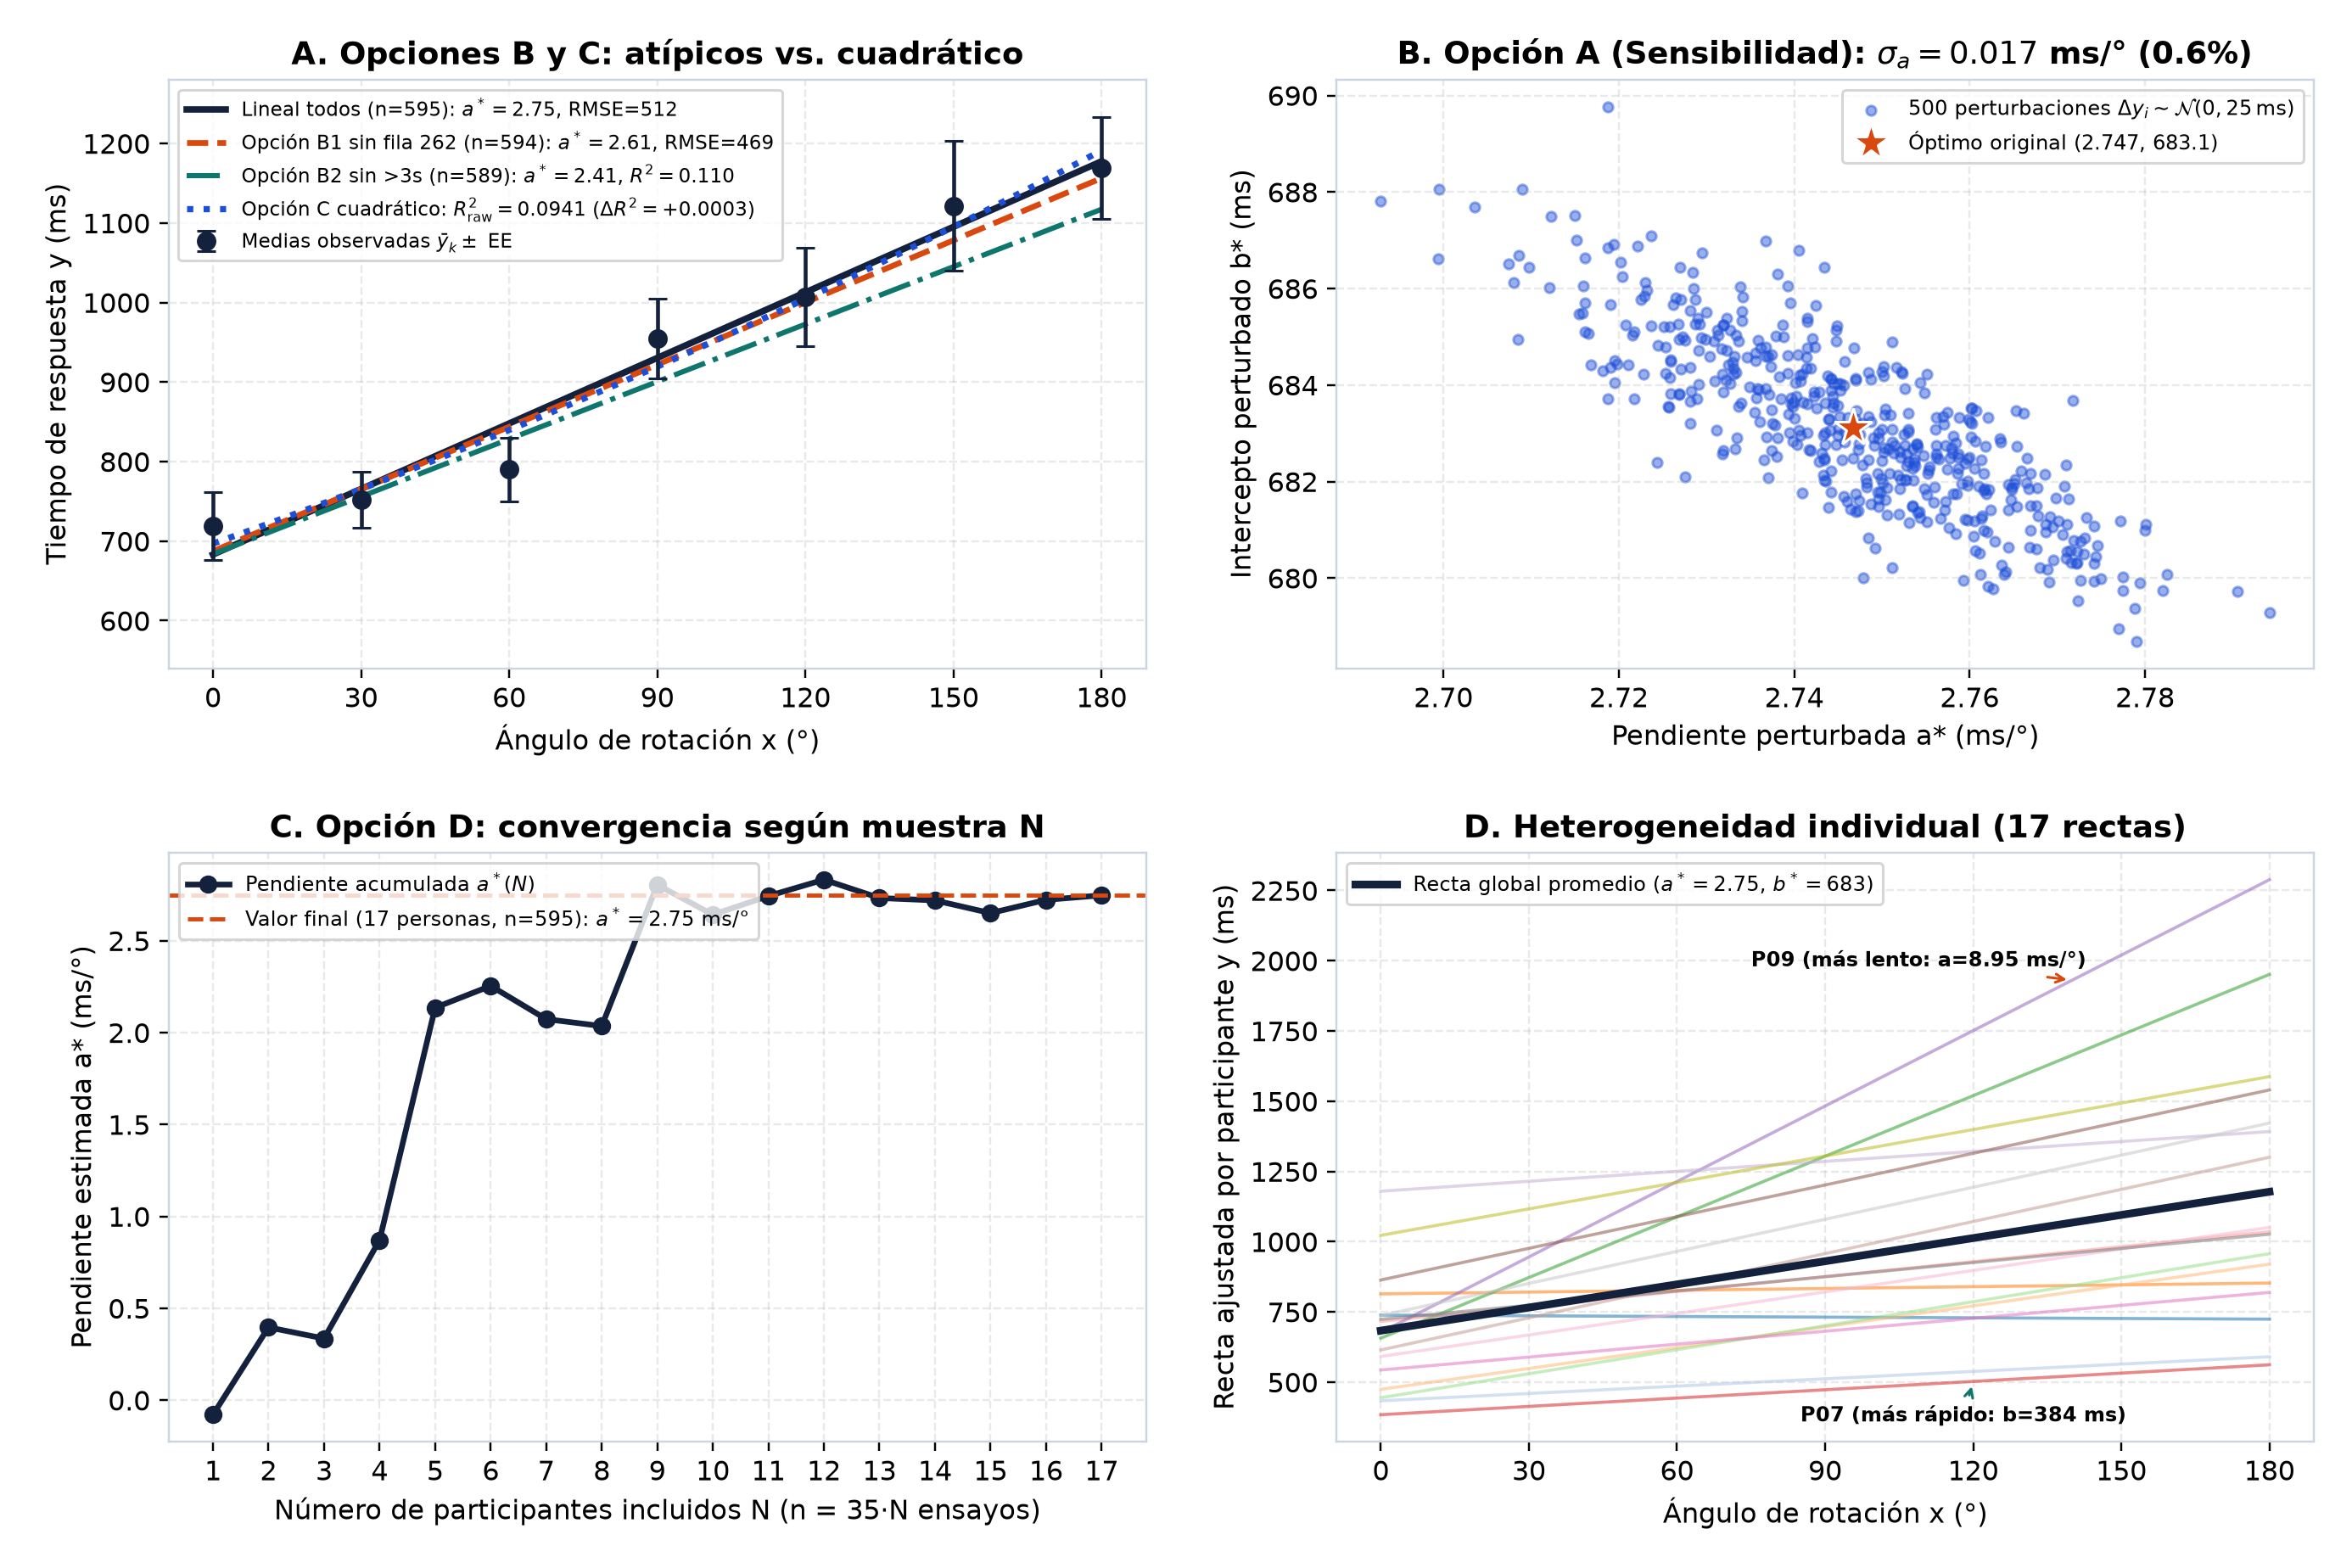 A. Opciones B y C: atípicos vs. cuadrático
Lineal todos (n=595): a* = 2.75, RMSE=512
Opción B1 sin fila 262 (n=594): a* = 2.61, RMSE=469
Opción B2 sin >3s (n=589): a* = 2.41, R² = 0.110
Opción C cuadrático: R²raw = 0.0941 (ΔR² = +0.0003)
Medias observadas ȳk ± EE
Tiempo de respuesta y (ms)
1200
1100
1000
900
800
700
600
0 30 60 90 120 150 180
Ángulo de rotación x (°)
B. Opción A (Sensibilidad): σa = 0.017 ms/° (0.6%)
500 perturbaciones Δyi ~ 𝒩(0, 25 ms)
Óptimo original (2.747, 683.1)
Intercepto perturbado b* (ms)
690
688
686
684
682
680
2.70 2.72 2.74 2.76 2.78
Pendiente perturbada a* (ms/°)
C. Opción D: convergencia según muestra N
Pendiente acumulada a*(N)
Valor final (17 personas, n=595): a* = 2.75 ms/°
Pendiente estimada a* (ms/°)
2.5
2.0
1.5
1.0
0.5
0.0
1 2 3 4 5 6 7 8 9 10 11 12 13 14 15 16 17
Número de participantes incluidos N (n = 35·N ensayos)
D. Heterogeneidad individual (17 rectas)
Recta global promedio (a* = 2.75, b* = 683)
P09 (más lento: a=8.95 ms/°)
P07 (más rápido: b=384 ms)
Recta ajustada por participante y (ms)
2250
2000
1750
1500
1250
1000
750
500
0 30 60 90 120 150 180
Ángulo de rotación x (°)